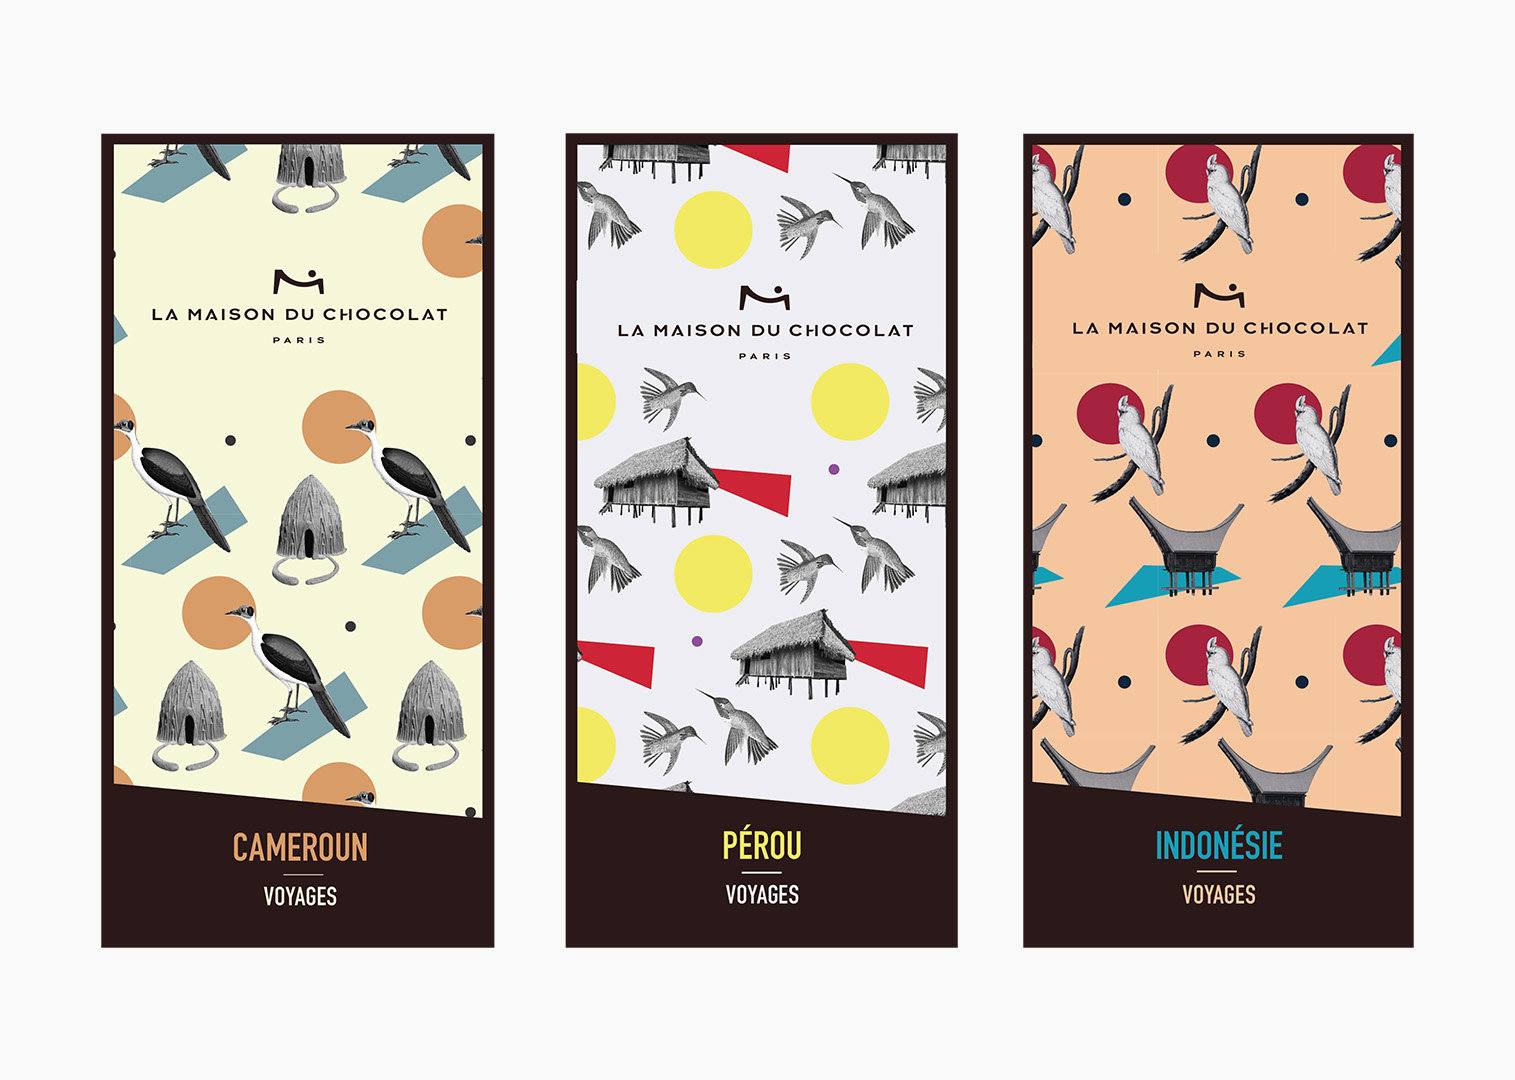 LA MAISON DU CHOCOLAT
PARIS
CAMEROUN
VOYAGES
LA MAISON DU CHOCOLAT
PARIS
PÉROU
VOYAGES
LA MAISON DU CHOCOLAT
PARIS
INDONÉSIE
VOYAGES